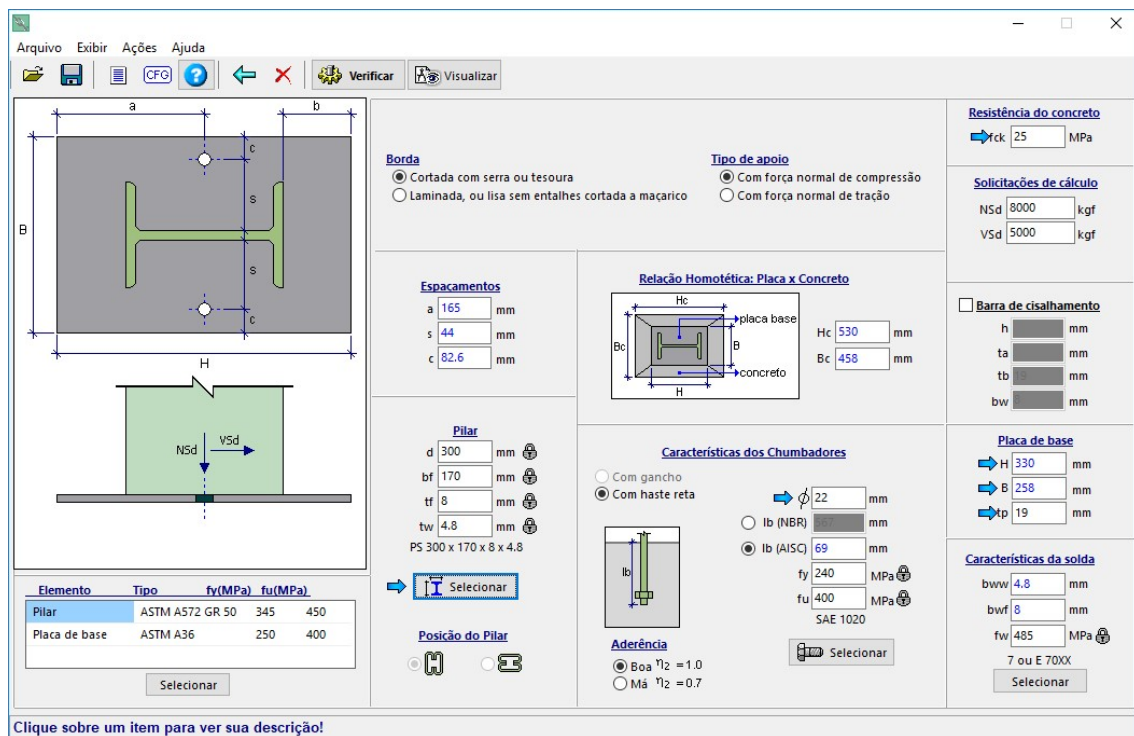 Arquivo Exibir Ações Ajuda
CFG
Verificar
Visualizar
a
b
c
s
B
s
c
H
NSd
VSd
Elemento Tipo fy(MPa) fu(MPa)
Pilar ASTM A572 GR 50 345 450
Placa de base ASTM A36 250 400
Selecionar
Borda
Cortada com serra ou tesoura
Laminada, ou lisa sem entalhes cortada a maçarico
Tipo de apoio
Com força normal de compressão
Com força normal de tração
Espaçamentos
a 165 mm
s 44 mm
c 82.6 mm
Relação Homotética: Placa x Concreto
Hc
placa base
Bc
B
concreto
H
Hc 530 mm
Bc 458 mm
Pilar
d 300 mm
bf 170 mm
tf 8 mm
tw 4.8 mm
PS 300 x 170 x 8 x 4.8
Selecionar
Posição do Pilar
Características dos Chumbadores
Com gancho
Com haste reta
lb
ϕ 22 mm
lb (NBR) 567 mm
lb (AISC) 69 mm
fy 240 MPa
fu 400 MPa
SAE 1020
Selecionar
Aderência
Boa η2 =1.0
Má η2 =0.7
Resistência do concreto
fck 25 MPa
Solicitações de cálculo
NSd 8000 kgf
VSd 5000 kgf
Barra de cisalhamento
h mm
ta mm
tb 19 mm
bw mm
Placa de base
H 330 mm
B 258 mm
tp 19 mm
Características da solda
bww 4.8 mm
bwf 8 mm
fw 485 MPa
7 ou E 70XX
Selecionar
Clique sobre um item para ver sua descrição!